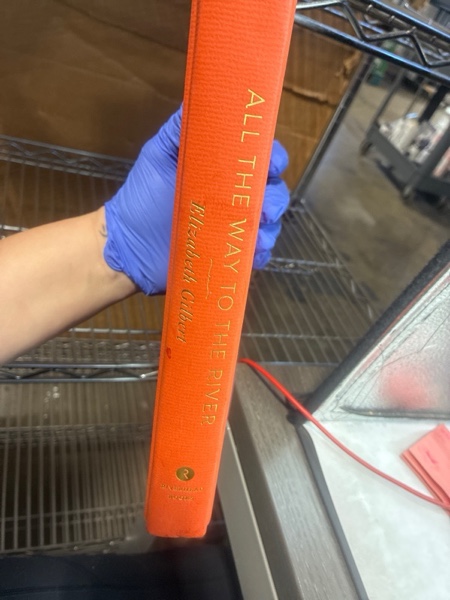 ALL THE WAY TO THE RIVER
Elizabeth Gilbert
R